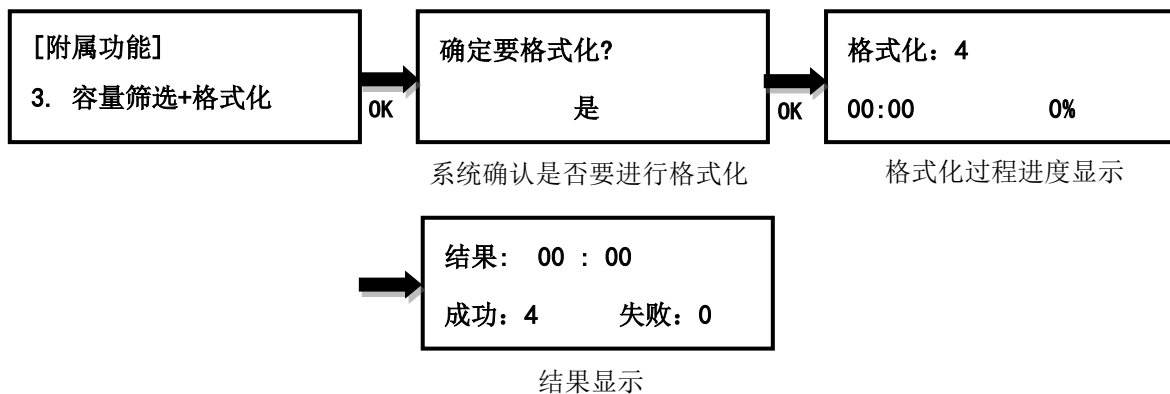 [附属功能]
3. 容量筛选+格式化
OK
确定要格式化?
是
OK
格式化：4
00:00 0%
系统确认是否要进行格式化
格式化过程进度显示
结果： 00 : 00
成功：4 失败：0
结果显示